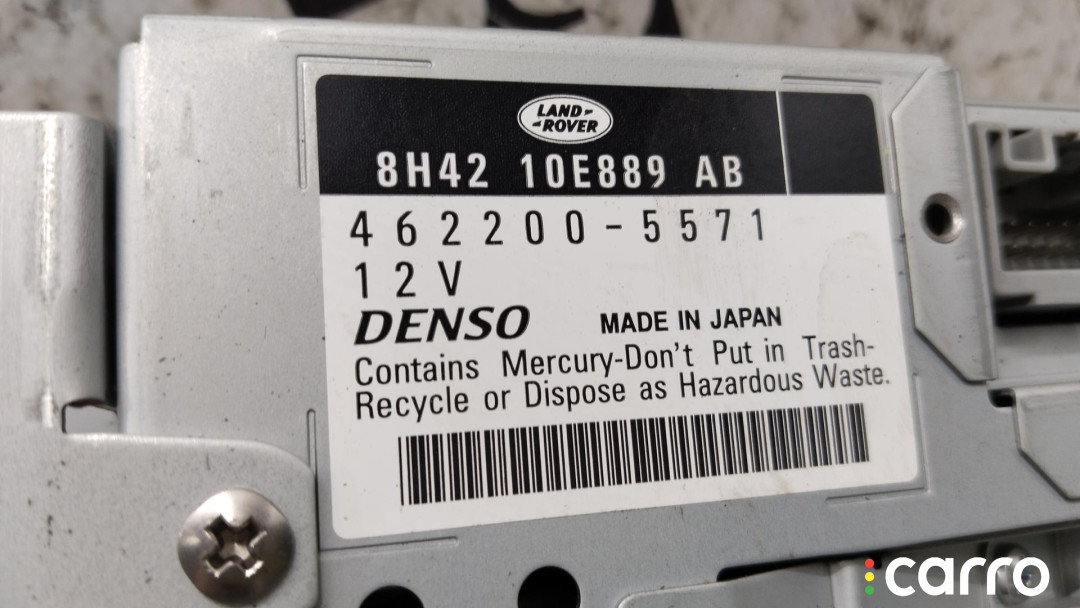 LAND-
-ROVER
8H42 10E889 AB
462200-5571
12V
DENSO MADE IN JAPAN
Contains Mercury-Don't Put in Trash-
Recycle or Dispose as Hazardous Waste.
carro